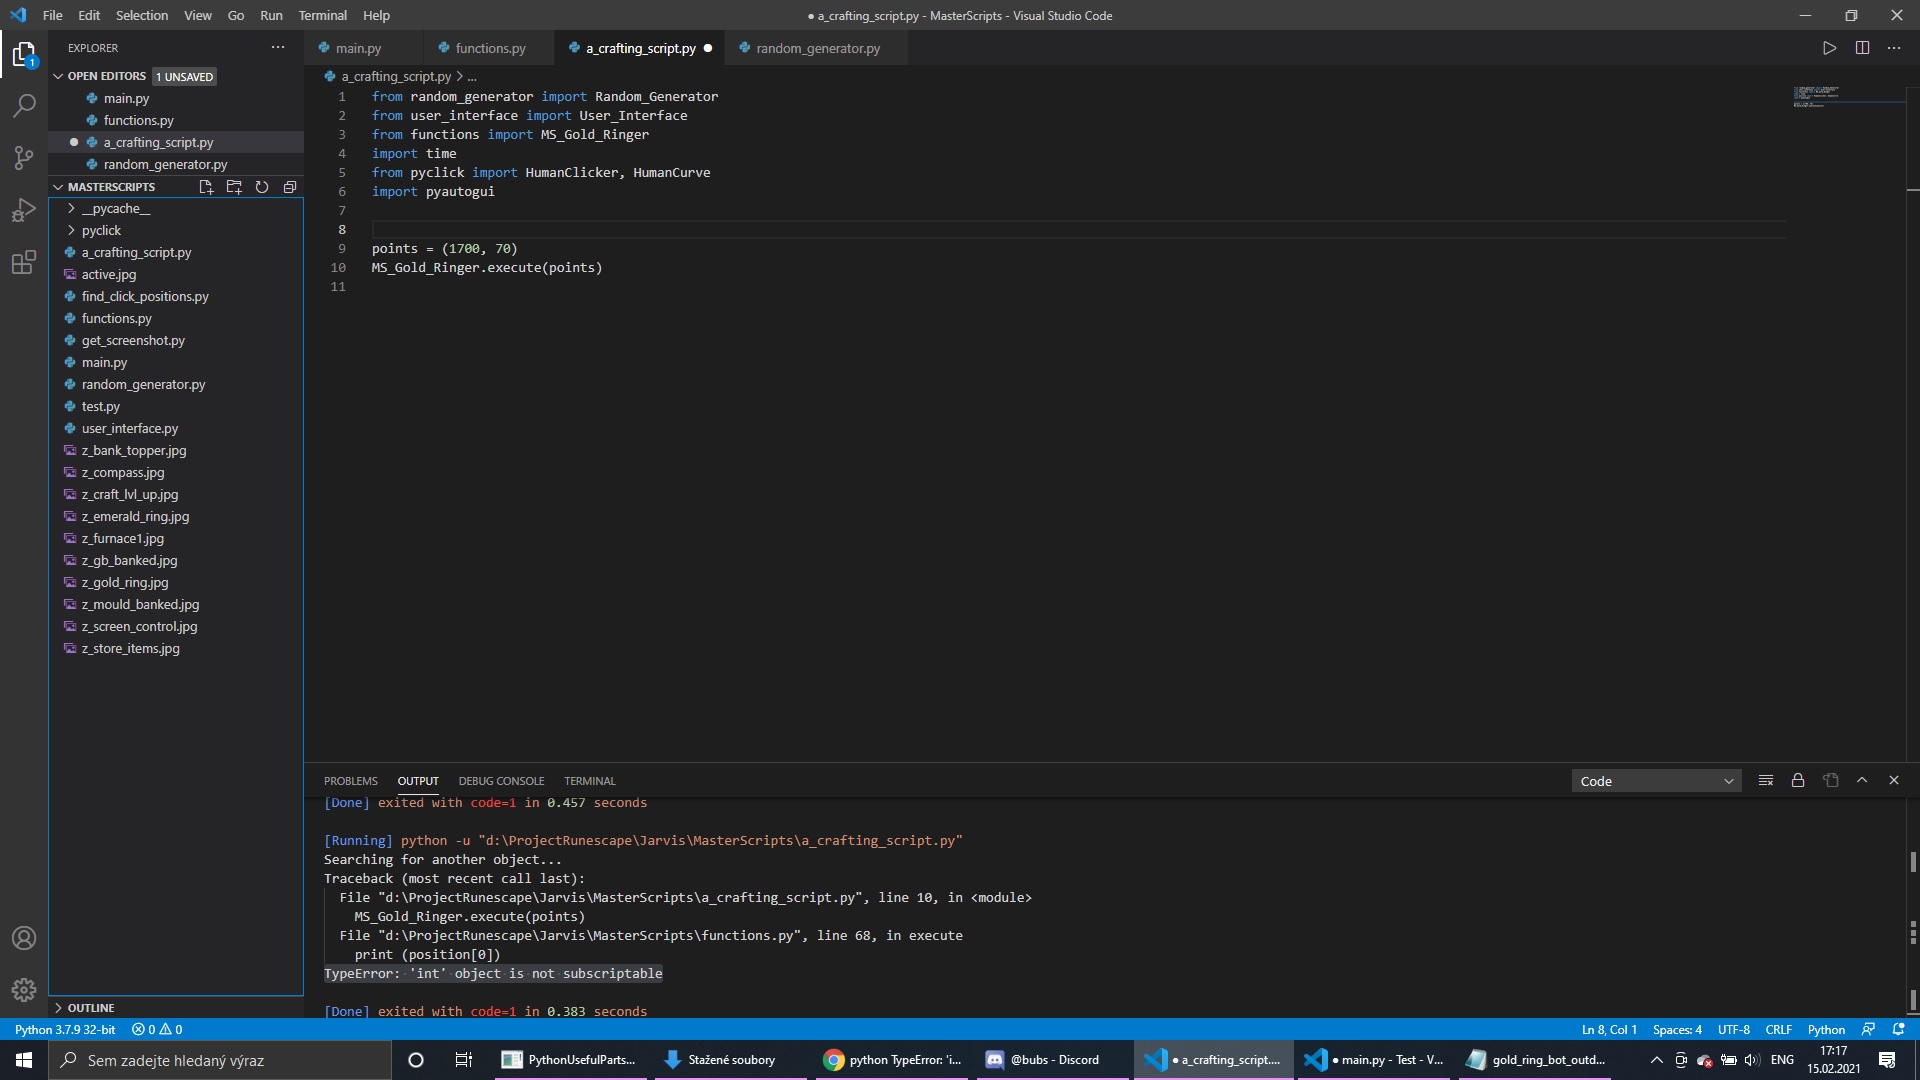 File Edit Selection View Go Run Terminal Help
● a_crafting_script.py - MasterScripts - Visual Studio Code
EXPLORER
OPEN EDITORS 1 UNSAVED
main.py
functions.py
a_crafting_script.py
random_generator.py
MASTERSCRIPTS
__pycache__
pyclick
a_crafting_script.py
active.jpg
find_click_positions.py
functions.py
get_screenshot.py
main.py
random_generator.py
test.py
user_interface.py
z_bank_topper.jpg
z_compass.jpg
z_craft_lvl_up.jpg
z_emerald_ring.jpg
z_furnace1.jpg
z_gb_banked.jpg
z_gold_ring.jpg
z_mould_banked.jpg
z_screen_control.jpg
z_store_items.jpg
OUTLINE
main.py functions.py a_crafting_script.py random_generator.py
a_crafting_script.py > ...
1 from random_generator import Random_Generator
2 from user_interface import User_Interface
3 from functions import MS_Gold_Ringer
4 import time
5 from pyclick import HumanClicker, HumanCurve
6 import pyautogui
7
8
9 points = (1700, 70)
10 MS_Gold_Ringer.execute(points)
11
PROBLEMS OUTPUT DEBUG CONSOLE TERMINAL
Code
[Done] exited with code=1 in 0.457 seconds
[Running] python -u "d:\ProjectRunescape\Jarvis\MasterScripts\a_crafting_script.py"
Searching for another object...
Traceback (most recent call last):
File "d:\ProjectRunescape\Jarvis\MasterScripts\a_crafting_script.py", line 10, in <module>
MS_Gold_Ringer.execute(points)
File "d:\ProjectRunescape\Jarvis\MasterScripts\functions.py", line 68, in execute
print (position[0])
TypeError: 'int' object is not subscriptable
[Done] exited with code=1 in 0.383 seconds
Python 3.7.9 32-bit 0 0
Ln 8, Col 1 Spaces: 4 UTF-8 CRLF Python
Sem zadejte hledaný výraz
PythonUsefulParts...
Stažené soubory
python TypeError: 'i...
@bubs - Discord
● a_crafting_script....
● main.py - Test - V...
gold_ring_bot_outd...
ENG
17:17
15.02.2021